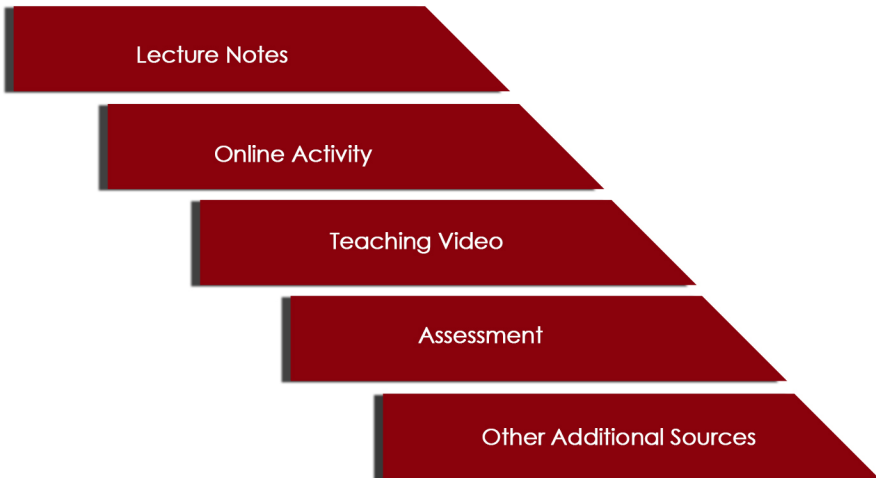 Lecture Notes
Online Activity
Teaching Video
Assessment
Other Additional Sources